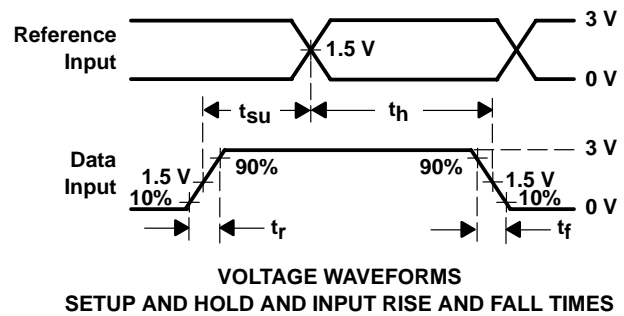 Reference
Input
3 V
1.5 V
0 V
tsu
th
Data
Input
3 V
1.5 V
10%
90%
90%
1.5 V
10%
0 V
tr
tf
VOLTAGE WAVEFORMS
SETUP AND HOLD AND INPUT RISE AND FALL TIMES